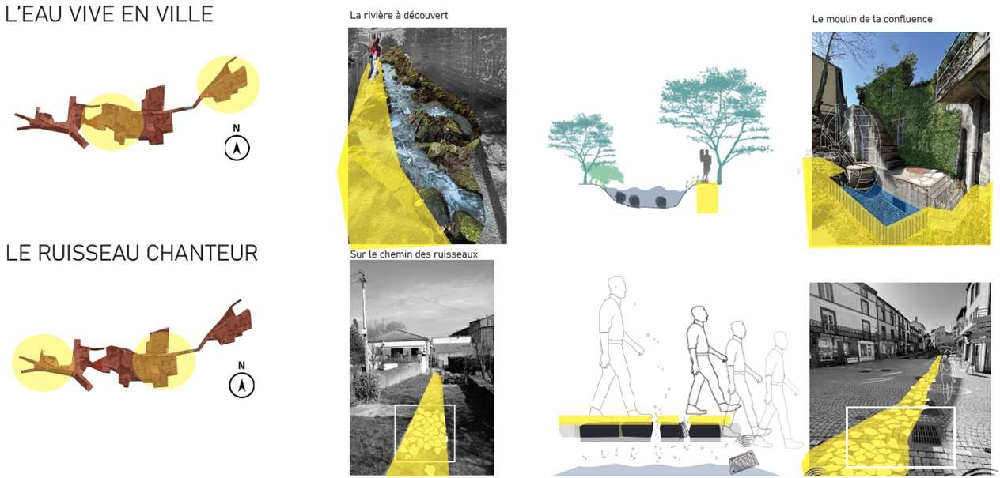 L'EAU VIVE EN VILLE
La rivière à découvert
Le moulin de la confluence
N
LE RUISSEAU CHANTEUR
Sur le chemin des ruisseaux
N